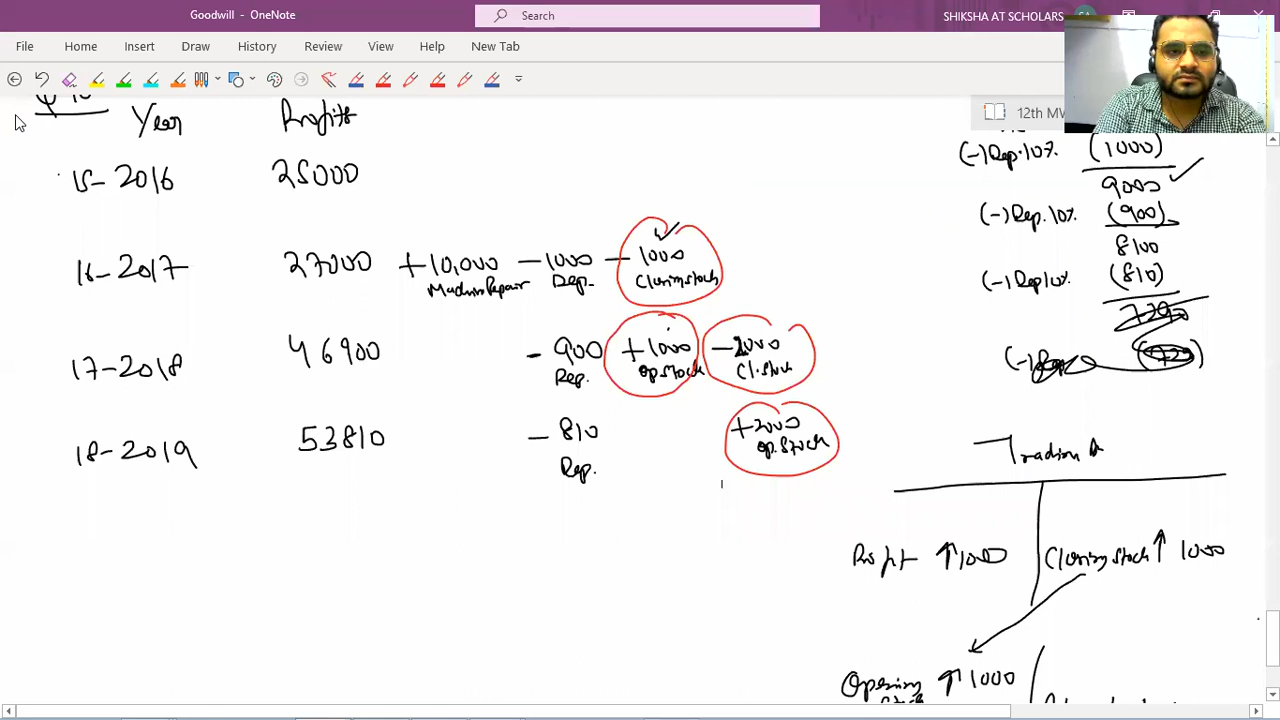 Goodwill - OneNote
Search
SHIKSHA AT SCHOLARS
File Home Insert Draw History Review View Help New Tab
12th
Year Profits
15-2016 25000
16-2017 27000 +10,000 -1000 -1000
Dep. Closing stock
17-2018 46900 -900 +1000 -2000
Dep. Op. Stock Cl. Stock
18-2019 53810 -810 +2000
Dep. Op. Stock
(-) Dep. 10% (1000)
9000
(-) Dep. 10% (900)
8100
(-) Dep 10% (810)
Trading A
Profit ↑ 1000 Closing stock ↑ 1000
Opening ↑ 1000